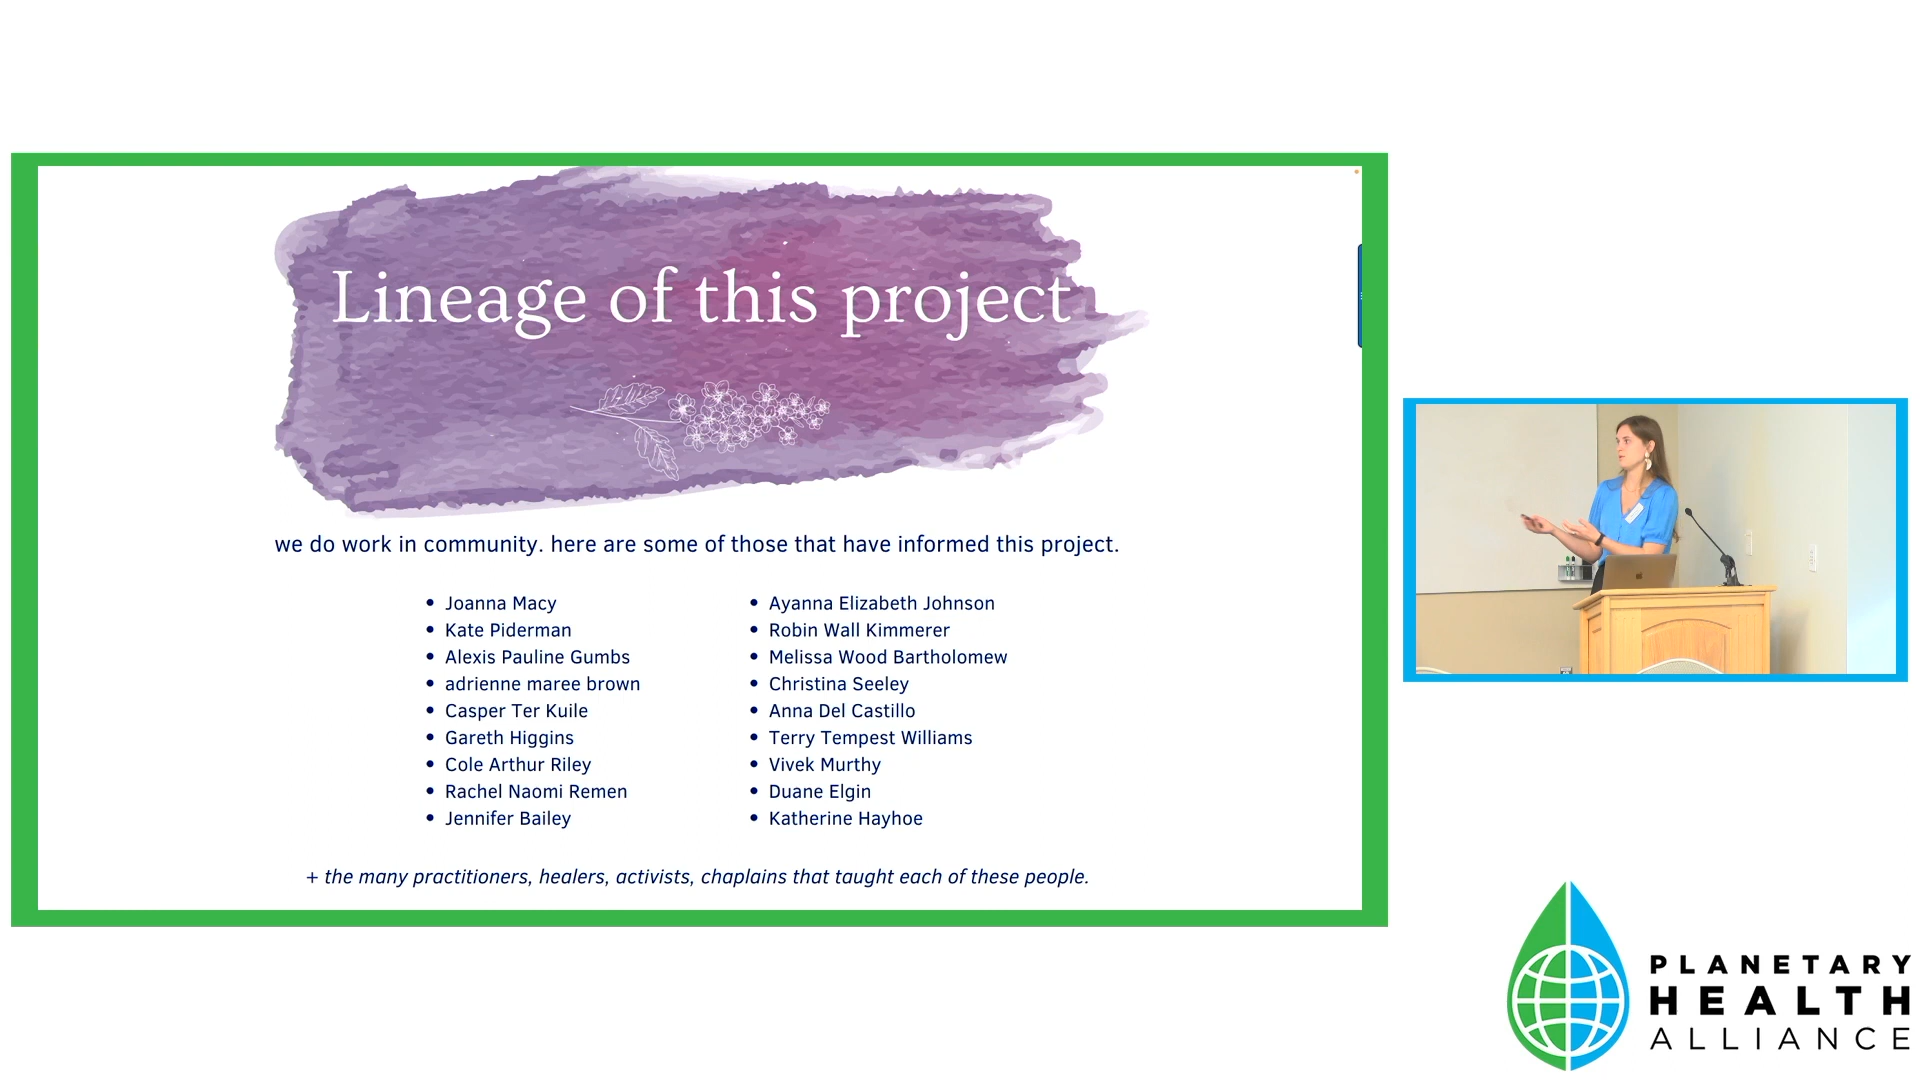 Lineage of this project
we do work in community. here are some of those that have informed this project.
• Joanna Macy
• Kate Piderman
• Alexis Pauline Gumbs
• adrienne maree brown
• Casper Ter Kuile
• Gareth Higgins
• Cole Arthur Riley
• Rachel Naomi Remen
• Jennifer Bailey
• Ayanna Elizabeth Johnson
• Robin Wall Kimmerer
• Melissa Wood Bartholomew
• Christina Seeley
• Anna Del Castillo
• Terry Tempest Williams
• Vivek Murthy
• Duane Elgin
• Katherine Hayhoe
+ the many practitioners, healers, activists, chaplains that taught each of these people.
PLANETARY
HEALTH
ALLIANCE